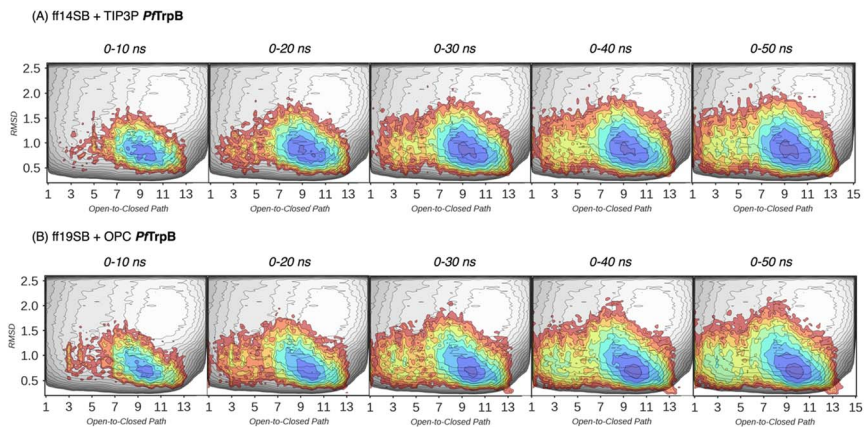 (A) ff14SB + TIP3P PfTrpB
0-10 ns 0-20 ns 0-30 ns 0-40 ns 0-50 ns
2.5
2.0
1.5
1.0
0.5
RMSD
1 3 5 7 9 11 13 1 3 5 7 9 11 13 1 3 5 7 9 11 13 1 3 5 7 9 11 13 1 3 5 7 9 11 13 15
Open-to-Closed Path Open-to-Closed Path Open-to-Closed Path Open-to-Closed Path Open-to-Closed Path
(B) ff19SB + OPC PfTrpB
0-10 ns 0-20 ns 0-30 ns 0-40 ns 0-50 ns
2.5
2.0
1.5
1.0
0.5
RMSD
1 3 5 7 9 11 13 1 3 5 7 9 11 13 1 3 5 7 9 11 13 1 3 5 7 9 11 13 1 3 5 7 9 11 13 15
Open-to-Closed Path Open-to-Closed Path Open-to-Closed Path Open-to-Closed Path Open-to-Closed Path